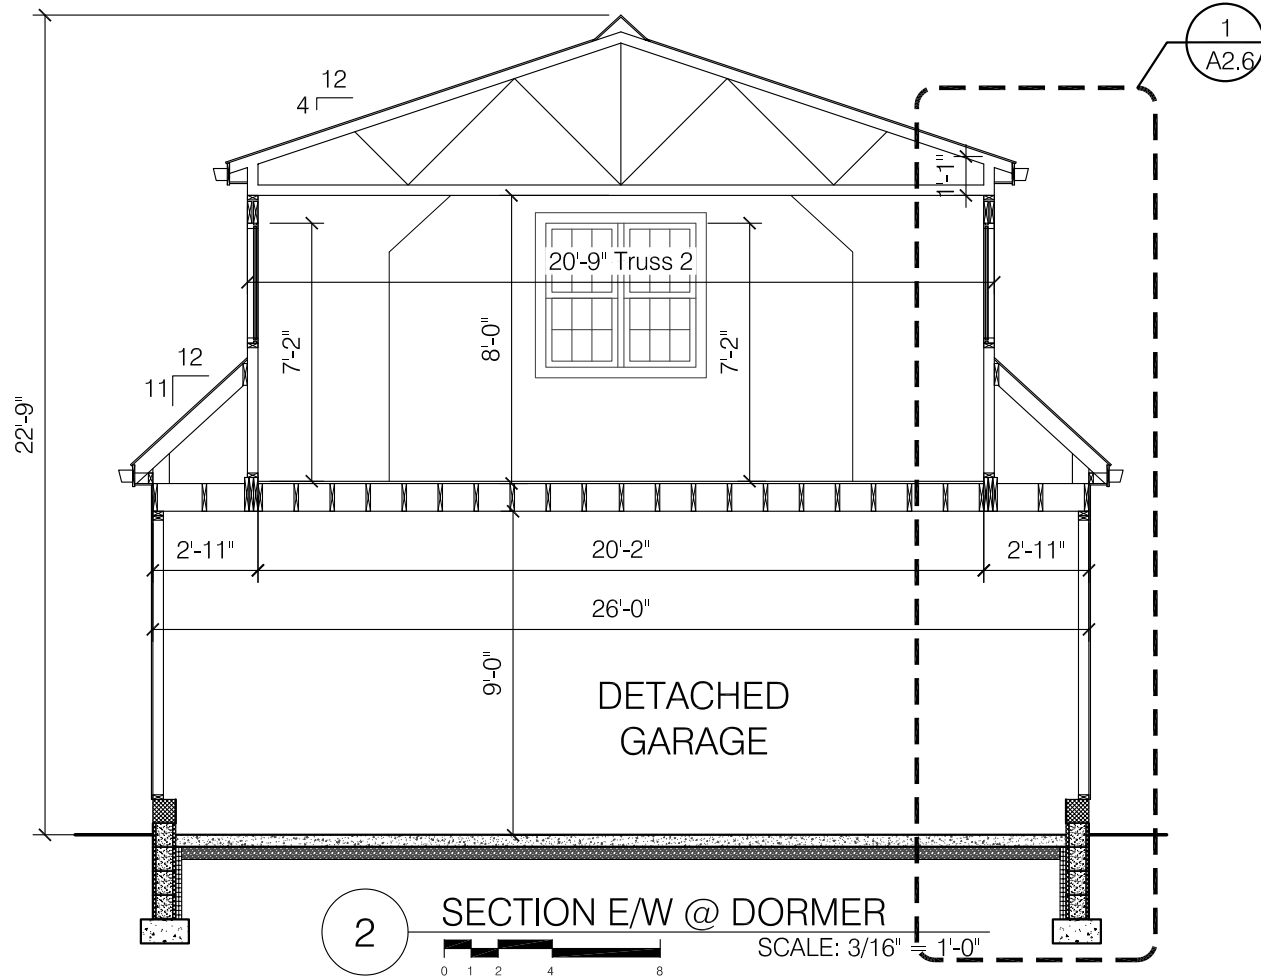 1
A2.6
12
4
1'-1"
20'-9" Truss 2
7'-2"
8'-0"
7'-2"
12
11
22'-9"
2'-11"
20'-2"
2'-11"
26'-0"
9'-0"
DETACHED
GARAGE
2
SECTION E/W @ DORMER
SCALE: 3/16" = 1'-0"
0 1 2 4 8